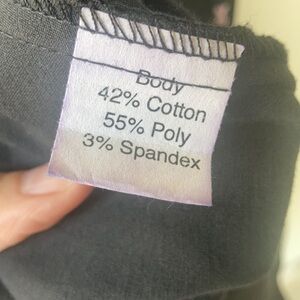 Body
42% Cotton
55% Poly
3% Spandex